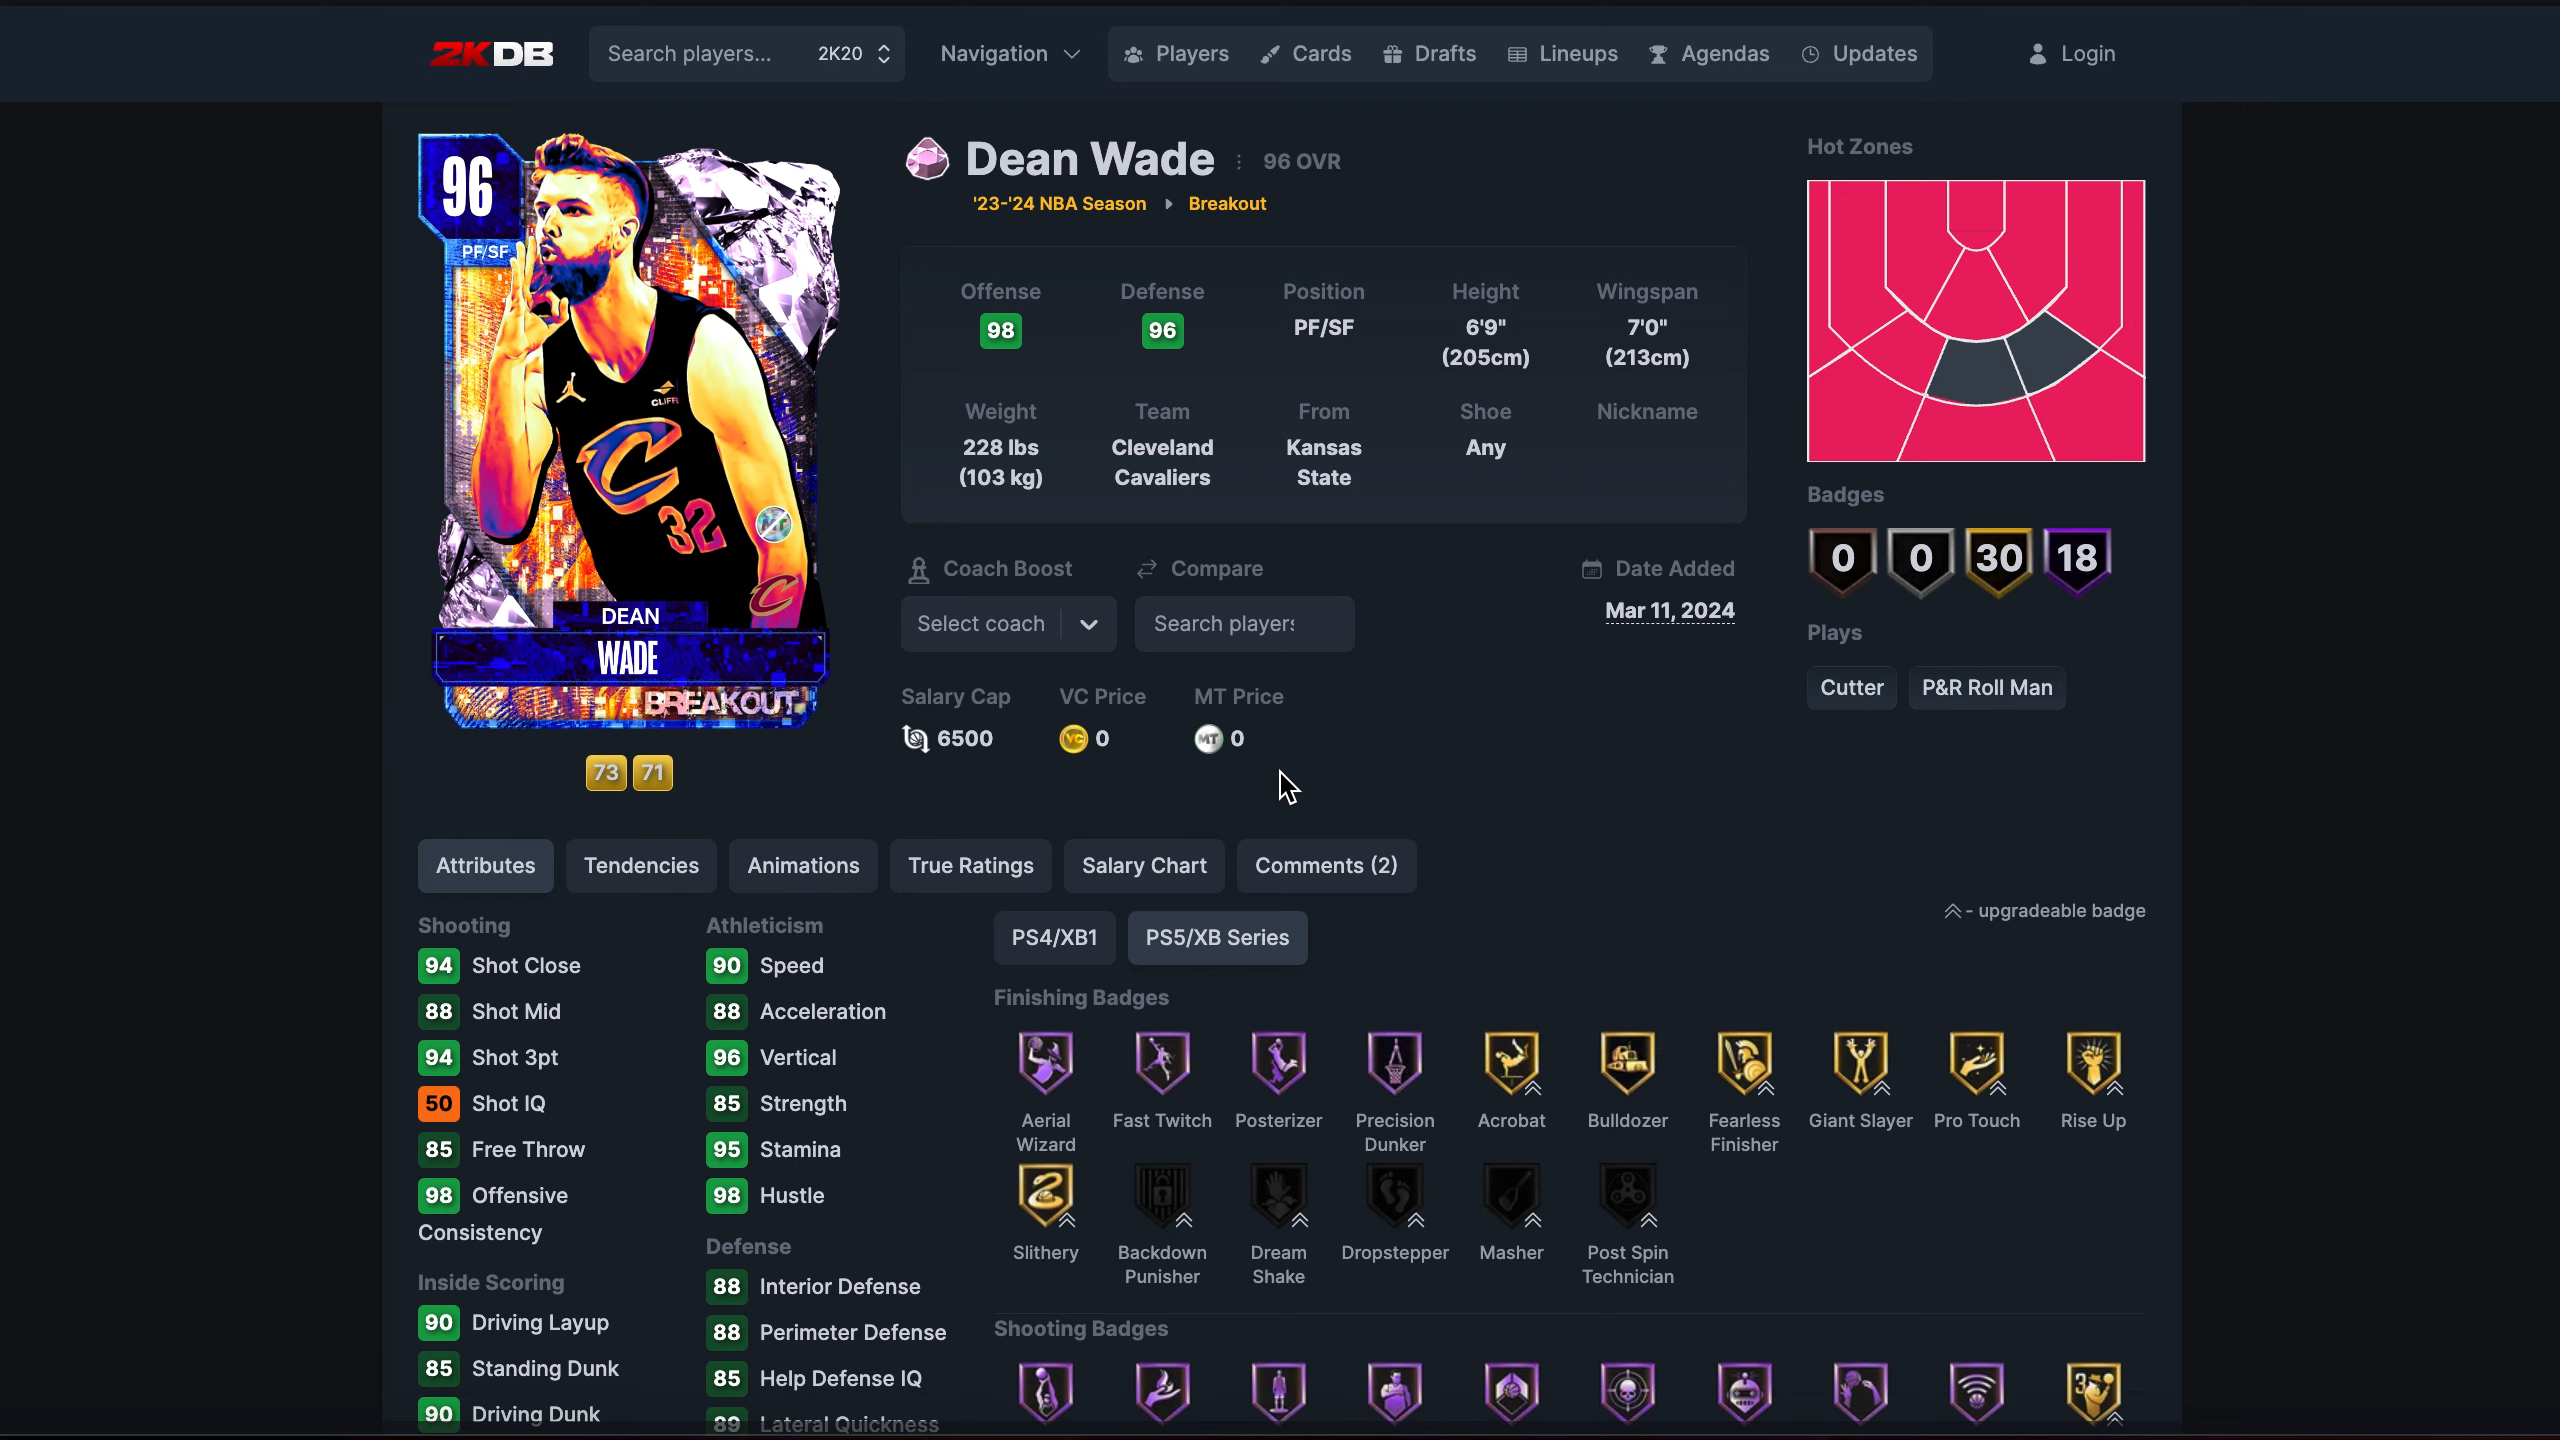 2KDB
Search players...
2K20
Navigation
Players
Cards
Drafts
Lineups
Agendas
Updates
Login
96
PF/SF
CLIFFS
32
DEAN
WADE
BREAKOUT
73 71
Dean Wade
96 OVR
'23-'24 NBA Season
Breakout
Offense
98
Defense
96
Position
PF/SF
Height
6'9"
(205cm)
Wingspan
7'0"
(213cm)
Weight
228 lbs
(103 kg)
Team
Cleveland
Cavaliers
From
Kansas
State
Shoe
Any
Nickname
Coach Boost
Select coach
Compare
Search players
Date Added
Mar 11, 2024
Salary Cap
6500
VC Price
VC 0
MT Price
MT 0
Hot Zones
Badges
0 0 30 18
Plays
Cutter
P&R Roll Man
Attributes
Tendencies
Animations
True Ratings
Salary Chart
Comments (2)
Shooting
94 Shot Close
88 Shot Mid
94 Shot 3pt
50 Shot IQ
85 Free Throw
98 Offensive
Consistency
Inside Scoring
90 Driving Layup
85 Standing Dunk
90 Driving Dunk
Athleticism
90 Speed
88 Acceleration
96 Vertical
85 Strength
95 Stamina
98 Hustle
Defense
88 Interior Defense
88 Perimeter Defense
85 Help Defense IQ
89 Lateral Quickness
PS4/XB1
PS5/XB Series
- upgradeable badge
Finishing Badges
Aerial
Wizard
Fast Twitch
Posterizer
Precision
Dunker
Acrobat
Bulldozer
Fearless
Finisher
Giant Slayer
Pro Touch
Rise Up
Slithery
Backdown
Punisher
Dream
Shake
Dropstepper
Masher
Post Spin
Technician
Shooting Badges